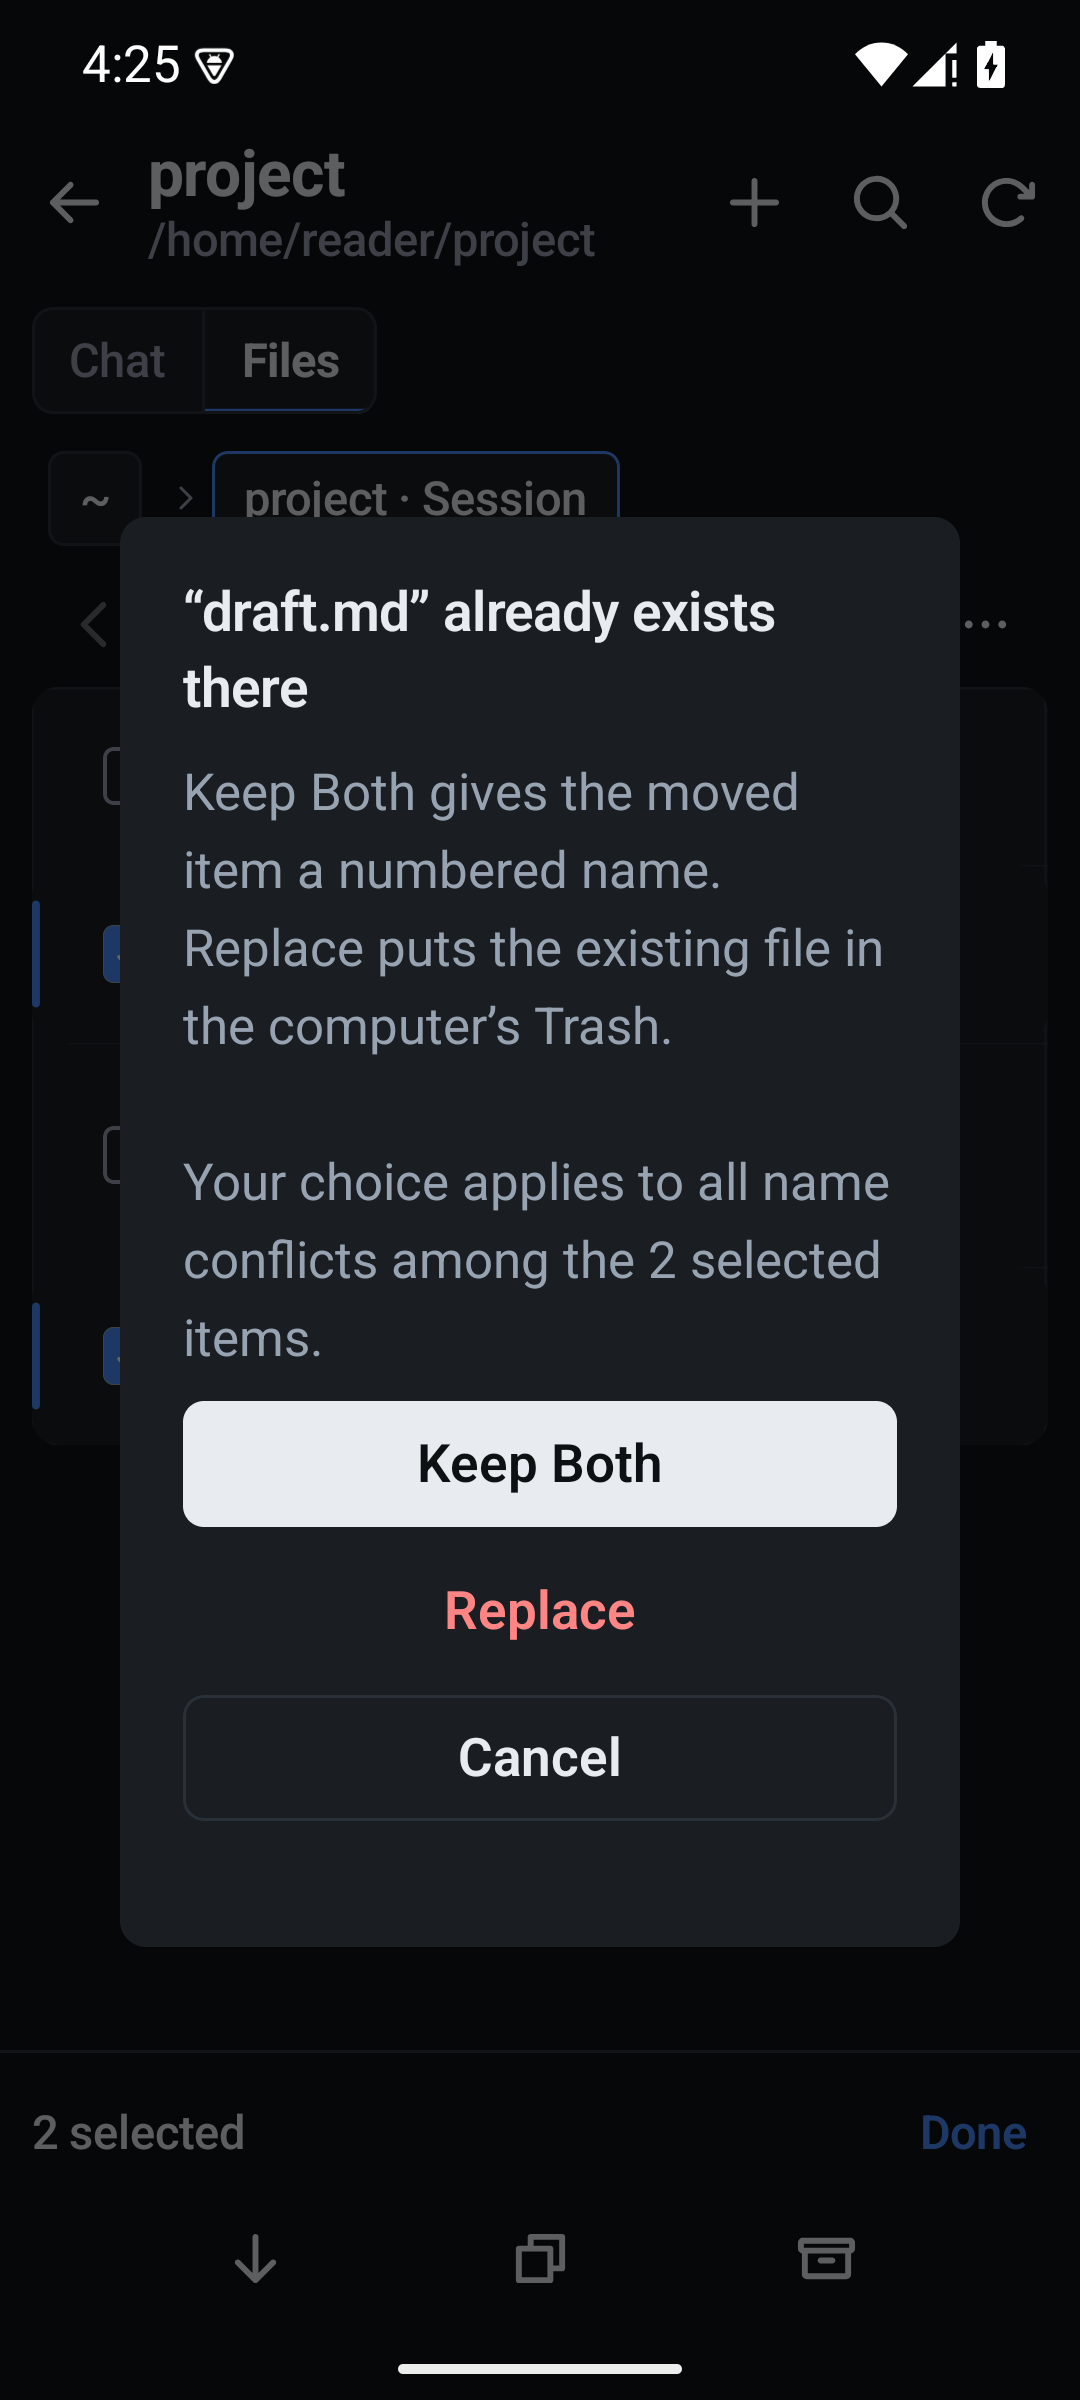 4:25
project
/home/reader/project
Chat
Files
~
project · Session
“draft.md” already exists
there
Keep Both gives the moved
item a numbered name.
Replace puts the existing file in
the computer’s Trash.
Your choice applies to all name
conflicts among the 2 selected
items.
Keep Both
Replace
Cancel
2 selected
Done